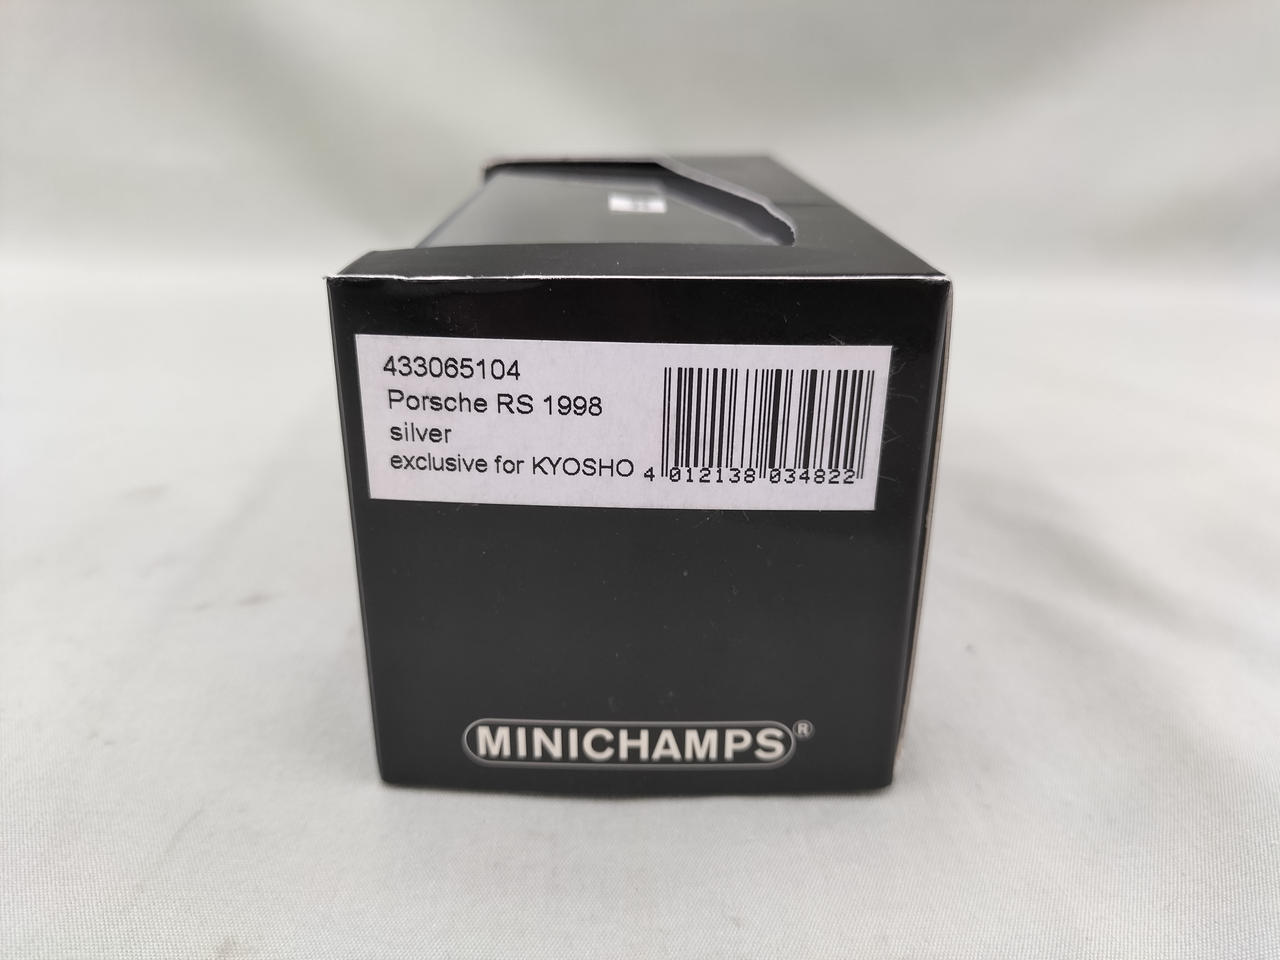 433065104
Porsche RS 1998
silver
exclusive for KYOSHO
4 012138 034822
MINICHAMPS®